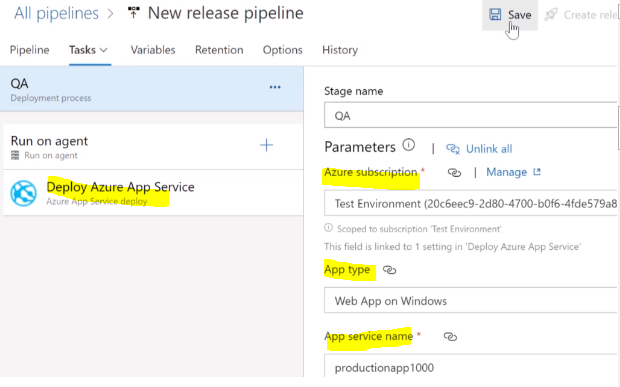 All pipelines > New release pipeline
Save
Create rele
Pipeline Tasks Variables Retention Options History
QA
Deployment process
Run on agent
Run on agent
Deploy Azure App Service
Azure App Service deploy
Stage name
QA
Parameters | Unlink all
Azure subscription * | Manage
Test Environment (20c6eec9-2d80-4700-b0f6-4fde579a8
Scoped to subscription 'Test Environment'
This field is linked to 1 setting in 'Deploy Azure App Service'
App type
Web App on Windows
App service name *
productionapp1000